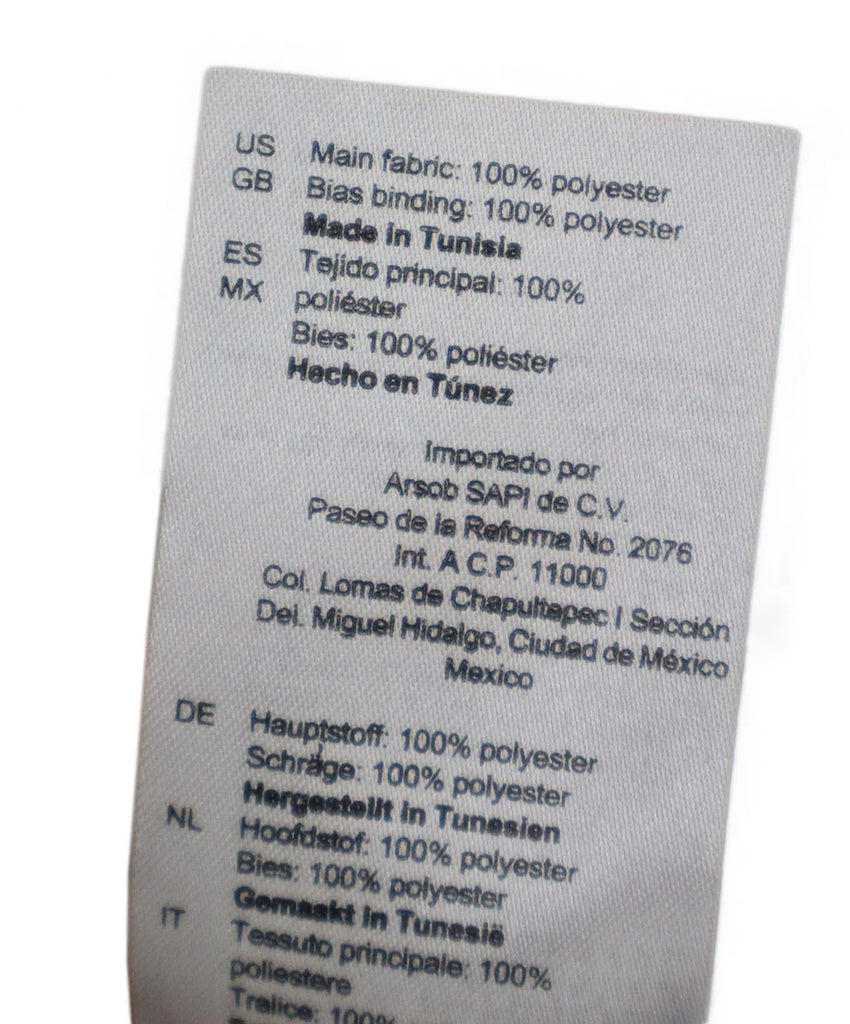 US Main fabric: 100% polyester
GB Bias binding: 100% polyester
Made in Tunisia
ES Tejido principal: 100%
MX poliéster
Bies: 100% poliéster
Hecho en Túnez
Importado por
Arsob SAPI de C.V.
Paseo de la Reforma No. 2076
Int. A C.P. 11000
Col. Lomas de Chapultepec I Sección
Del. Miguel Hidalgo, Ciudad de México
Mexico
DE Hauptstoff: 100% polyester
Schräge: 100% polyester
Hergestellt in Tunesien
NL Hoofdstof: 100% polyester
Bies: 100% polyester
Gemaakt in Tunesië
IT Tessuto principale: 100%
poliestere
Tralice: 100%